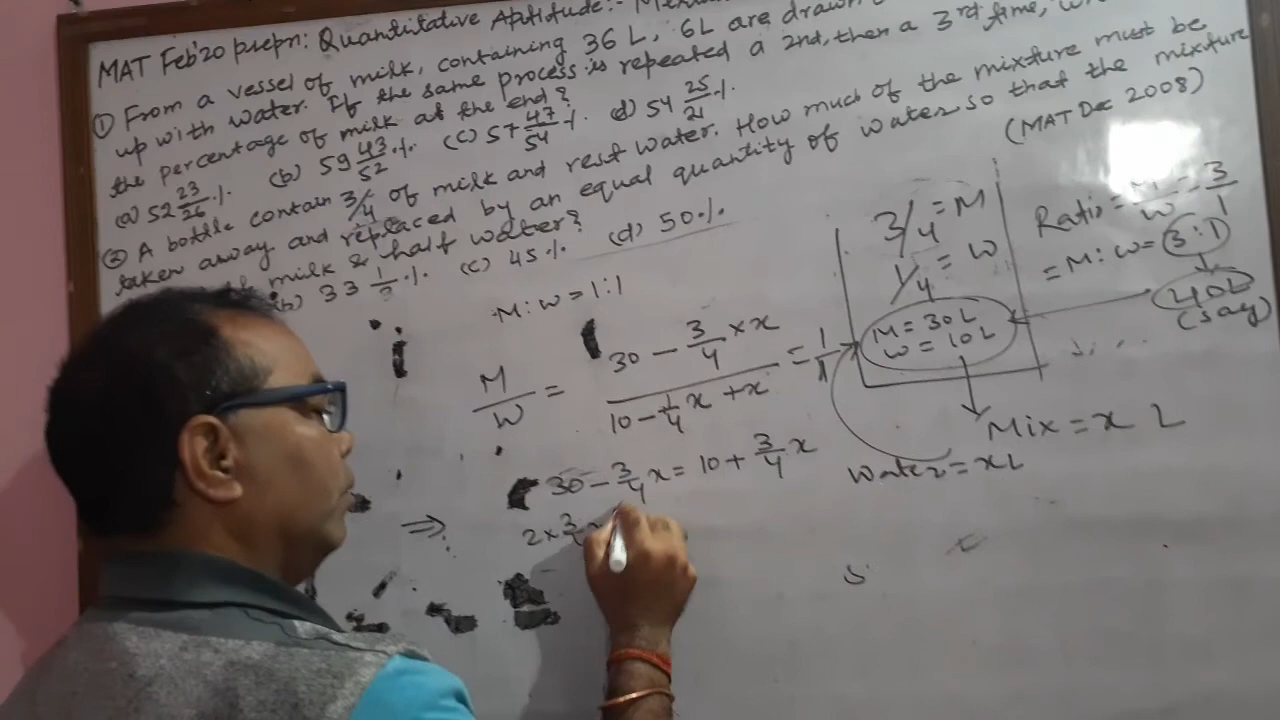 MAT Feb'20 prepn: Quantitative Aptitude:-
① From a vessel of milk, containing 36 L, 6L are drawn
up with water. If the same process is repeated a 2nd, then a 3rd time,
the percentage of milk at the end?
(a) 52 23/26 %. (b) 59 43/52 %. (c) 57 47/54 %. (d) 54 25/21 %.
② A bottle contain 3/4 of milk and rest water. How much of the mixture must be
taken away and replaced by an equal quantity of water so that the mixture
milk & half water? (MAT Dec 2008)
(b) 33 1/3 %. (c) 45 %. (d) 50 %.
M:W = 1:1
M/W = (30 - 3/4 × x)/(10 - 1/4 x + x) = 1/1
⇒ 30 - 3/4 x = 10 + 3/4 x
2 × 3/4
3/4 = M
1/4 = W
M = 30 L
W = 10 L
Mix = x L
Water = x L
Ratio = M/W = 3/1
= M:W = 3:1
40L
(say)